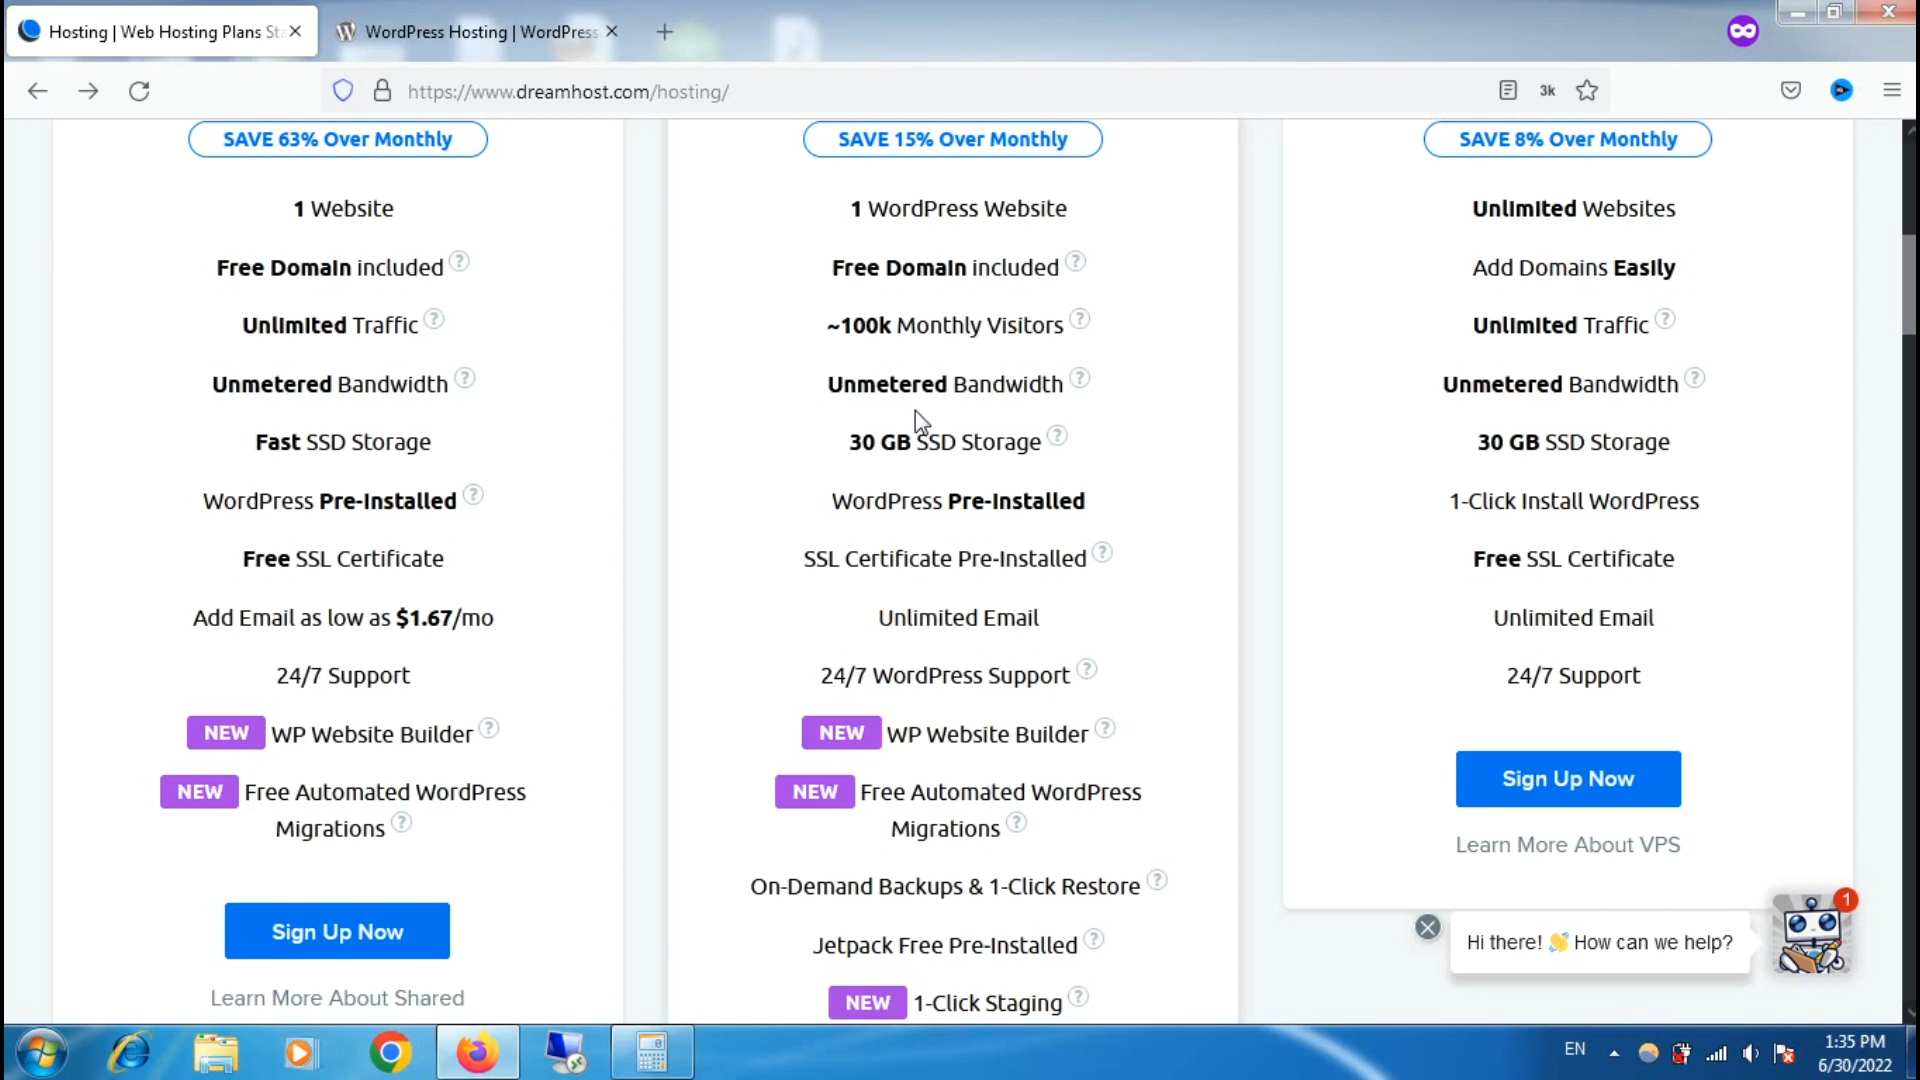 Hosting | Web Hosting Plans Sta
WordPress Hosting | WordPress
https://www.dreamhost.com/hosting/
3k
SAVE 63% Over Monthly
1 Website
Free Domain included
Unlimited Traffic
Unmetered Bandwidth
Fast SSD Storage
WordPress Pre-Installed
Free SSL Certificate
Add Email as low as $1.67/mo
24/7 Support
NEW WP Website Builder
NEW Free Automated WordPress
Migrations
Sign Up Now
Learn More About Shared
SAVE 15% Over Monthly
1 WordPress Website
Free Domain included
~100k Monthly Visitors
Unmetered Bandwidth
30 GB SSD Storage
WordPress Pre-Installed
SSL Certificate Pre-Installed
Unlimited Email
24/7 WordPress Support
NEW WP Website Builder
NEW Free Automated WordPress
Migrations
On-Demand Backups & 1-Click Restore
Jetpack Free Pre-Installed
NEW 1-Click Staging
SAVE 8% Over Monthly
Unlimited Websites
Add Domains Easily
Unlimited Traffic
Unmetered Bandwidth
30 GB SSD Storage
1-Click Install WordPress
Free SSL Certificate
Unlimited Email
24/7 Support
Sign Up Now
Learn More About VPS
1
Hi there! 👋 How can we help?
EN
1:35 PM
6/30/2022